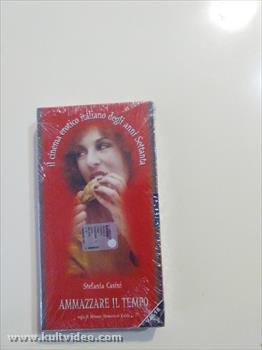 il cinema erotico italiano degli anni Settanta
Stefania Casini
AMMAZZARE IL TEMPO
www.kultvideo.com